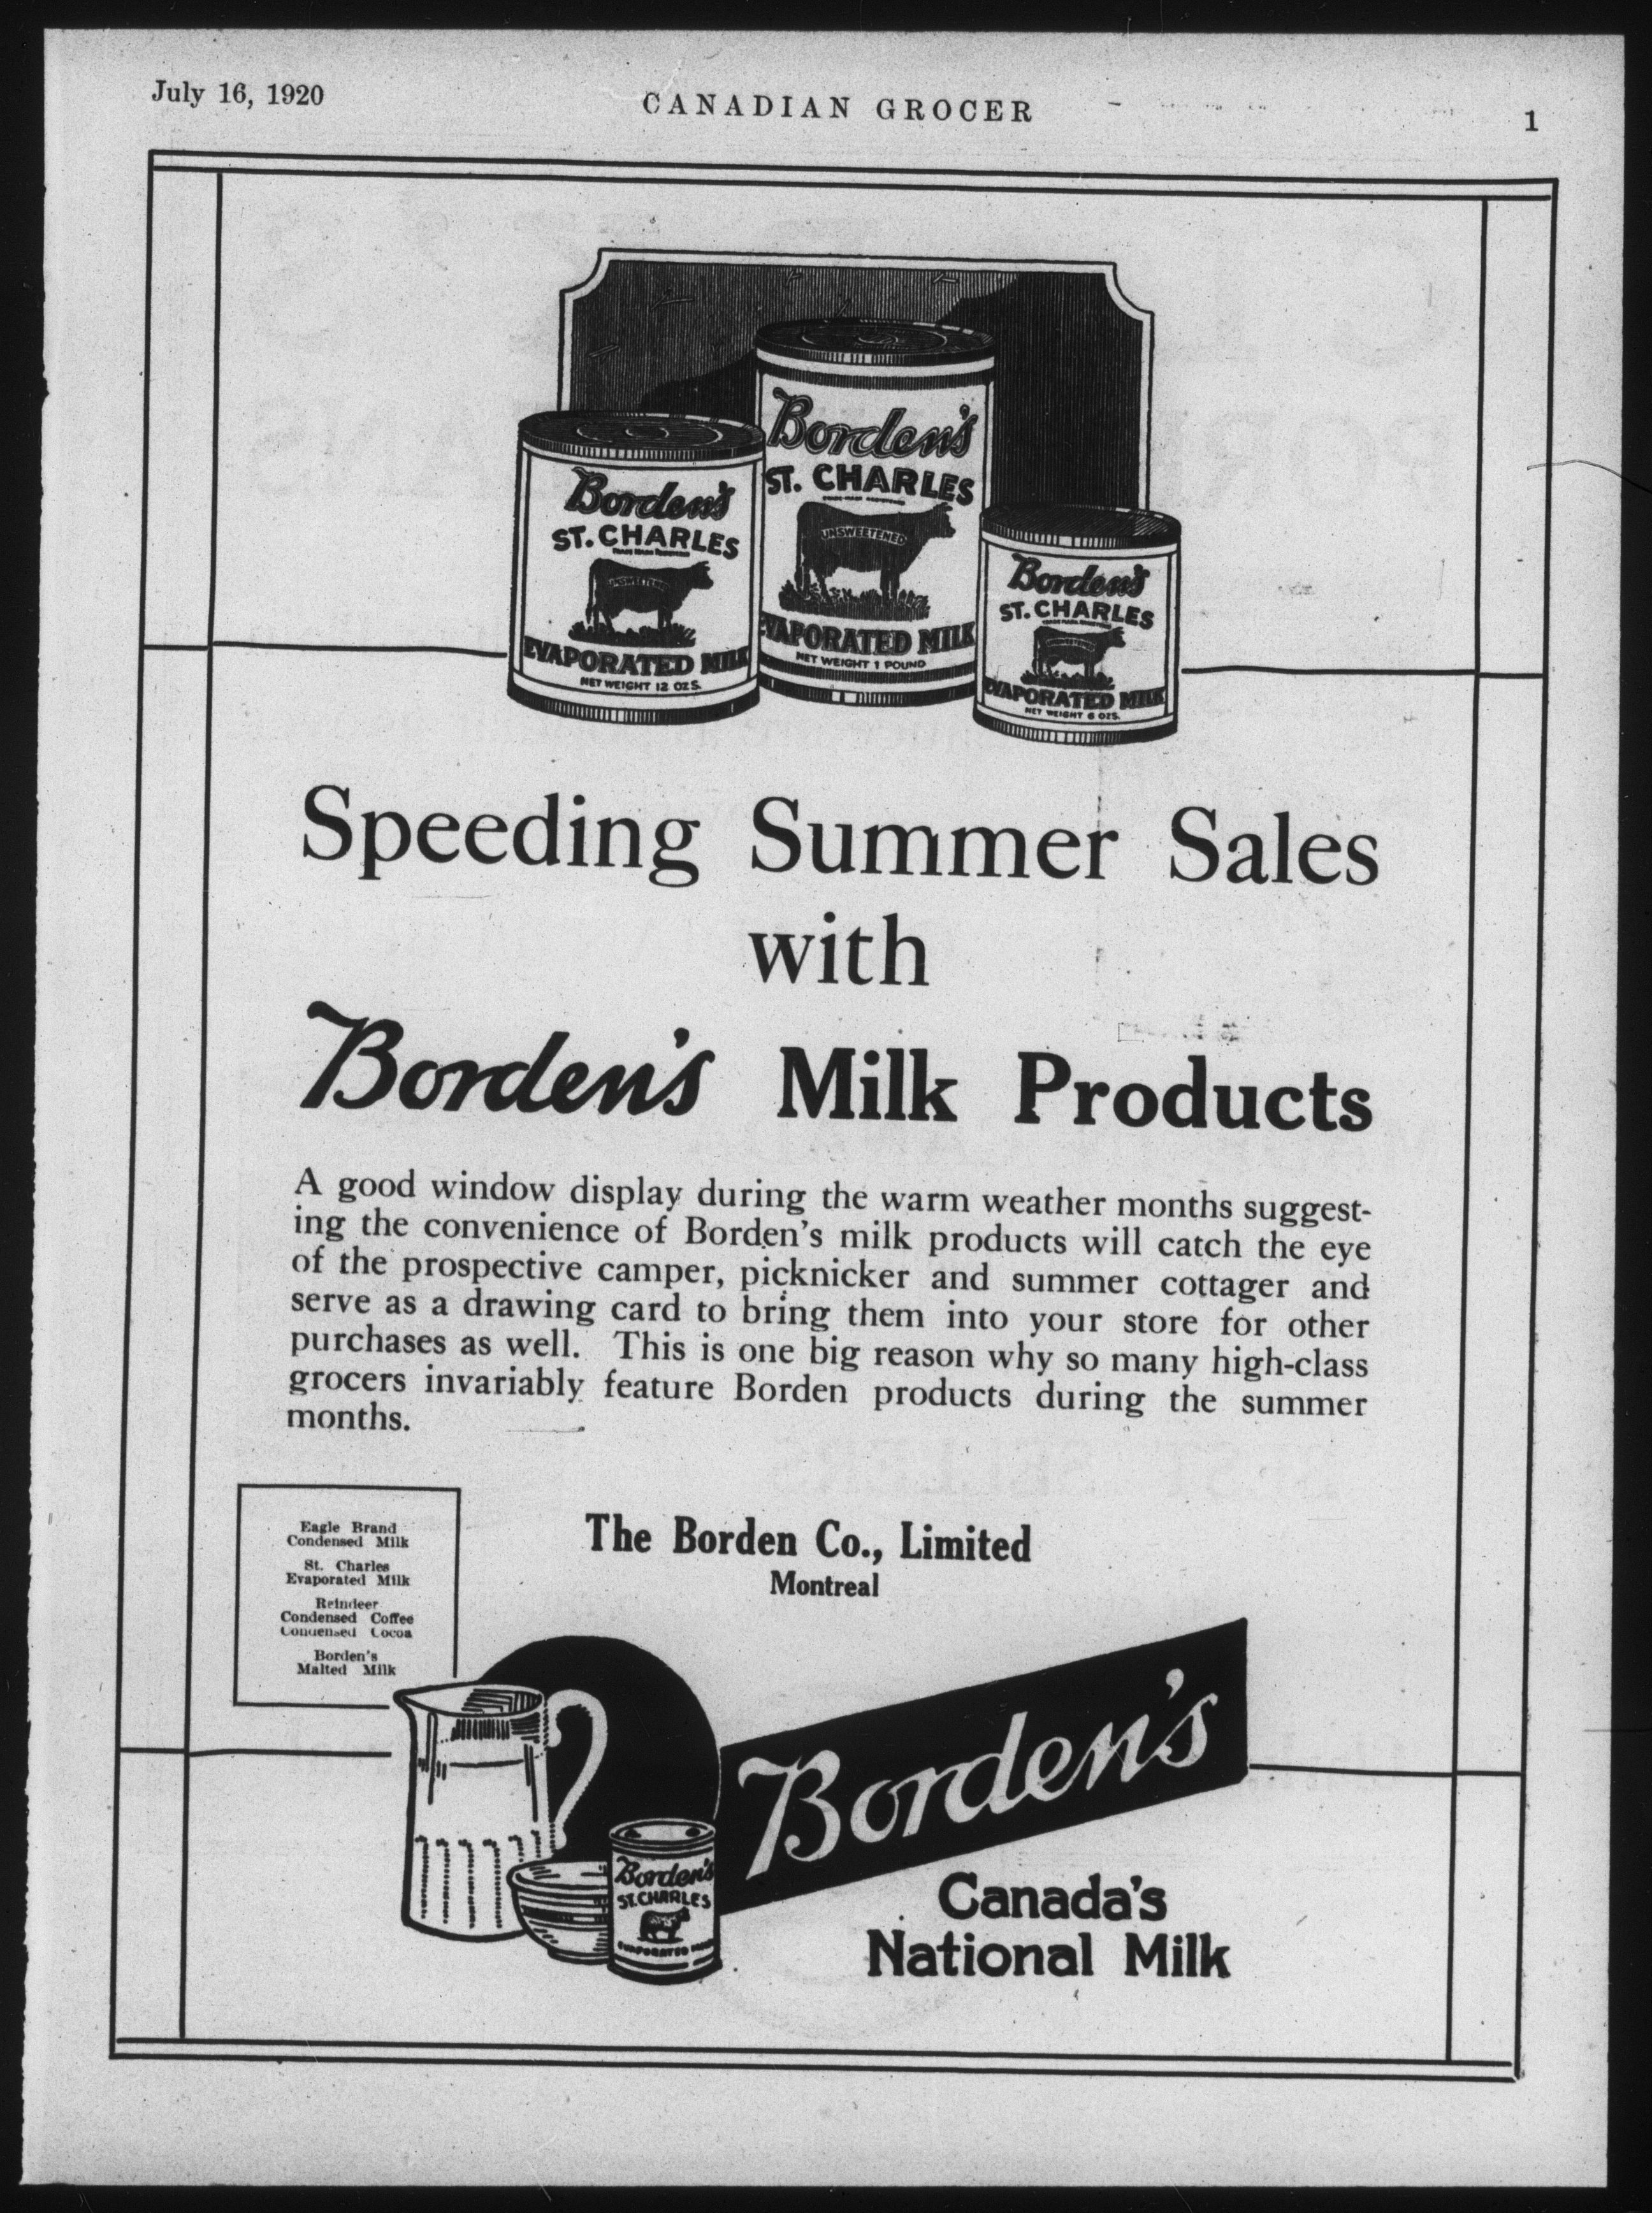 July 16, 1920
CANADIAN GROCER
1
Borden's
ST. CHARLES
TRADE MARK REGISTERED
UNSWEETENED
EVAPORATED MILK
NET WEIGHT 12 OZS.
Borden's
ST. CHARLES
UNSWEETENED
EVAPORATED MILK
NET WEIGHT 1 POUND
Borden's
ST. CHARLES
EVAPORATED MILK
NET WEIGHT 6 OZS.
Speeding Summer Sales
with
Borden's Milk Products
A good window display during the warm weather months suggest-
ing the convenience of Borden's milk products will catch the eye
of the prospective camper, picknicker and summer cottager and
serve as a drawing card to bring them into your store for other
purchases as well. This is one big reason why so many high-class
grocers invariably feature Borden products during the summer
months.
Eagle Brand
Condensed Milk
St. Charles
Evaporated Milk
Reindeer
Condensed Coffee
Condensed Cocoa
Borden's
Malted Milk
The Borden Co., Limited
Montreal
Borden's
ST. CHARLES
EVAPORATED MILK
Borden's
Canada's
National Milk